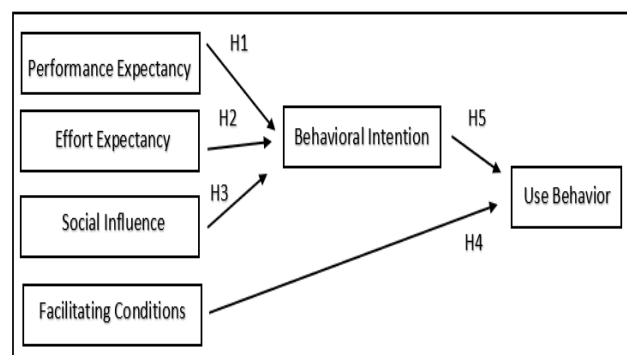 H1
Performance Expectancy
H2
Effort Expectancy
Behavioral Intention
H5
H3
Social Influence
Use Behavior
H4
Facilitating Conditions